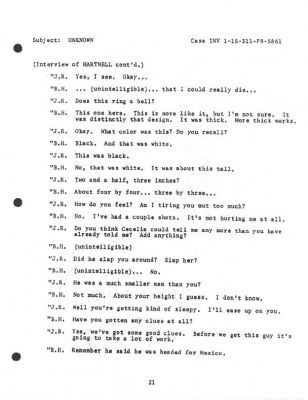 Subject: UNKNOWN Case INV 1-15-311-F9-5861
(Interview of HARTNELL cont'd.)
"J.R. Yes, I see. Okay...
"B.H. ... (unintelligible)... that I could really die...
"J.R. Does this ring a bell?
"B.H. This one here. This is more like it, but I'm not sure. It
was distinctly that design. It was thick. More thick marks.
"J.R. Okay. What color was this? Do you recall?
"B.H. Black. And that was white.
"J.R. This was black.
"B.H. No, that was white. It was about this tall.
"J.R. Two and a half, three inches?
"B.H. About four by four... three by three...
"J.R. How do you feel? Am I tiring you out too much?
"B.H. No. I've had a couple shots. It's not hurting me at all.
"J.R. Do you think Cecelia could tell me any more than you have
already told me? Add anything?
"B.H. (unintelligible)
"J.R. Did he slap you around? Slap her?
"B.H. (unintelligible)... No.
"J.R. He was a much smaller man than you?
"B.H. Not much. About your height I guess. I don't know.
"J.R. Well you're getting kind of sleepy. I'll ease up on you.
"B.H. Have you gotten any clues at all?
"J.R. Yes, we've got some good clues. Before we get this guy it's
going to take a lot of work.
"B.H. Remember he said he was headed for Mexico.
21